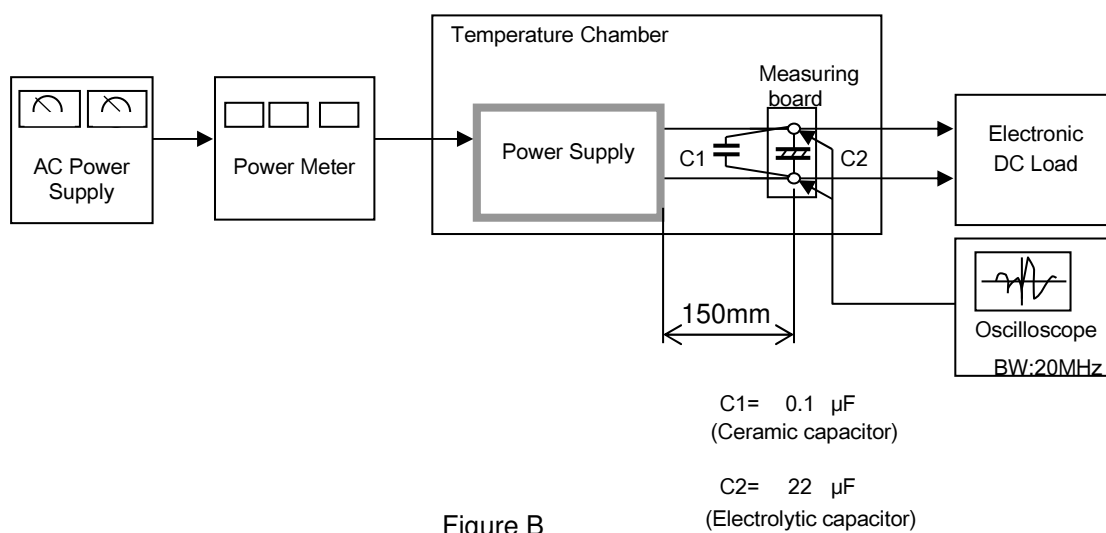 Temperature Chamber
Measuring
board
AC Power
Supply
Power Meter
Power Supply
C1
C2
Electronic
DC Load
150mm
Oscilloscope
BW:20MHz
C1= 0.1 µF
(Ceramic capacitor)
C2= 22 µF
(Electrolytic capacitor)
Figure B